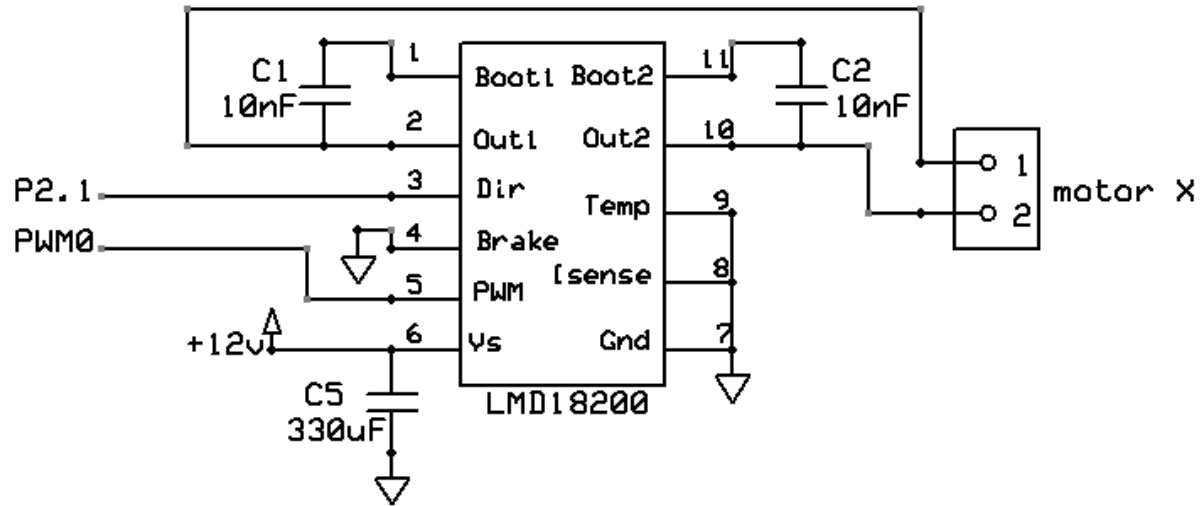 1
11
C1
10nF
Boot1
Boot2
C2
10nF
2
Out1
Out2
10
1
motor X
2
P2.1
3
Dir
Temp
9
PWM0
4
Brake
Isense
8
5
PWM
+12v
6
Vs
Gnd
7
C5
330uF
LMD18200